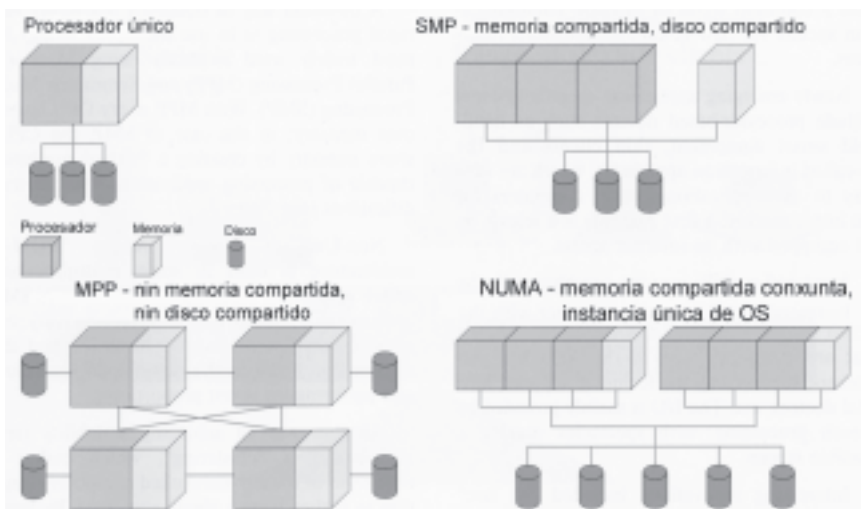 Procesador único
SMP - memoria compartida, disco compartido
Procesador
Memoria
Disco
MPP - nin memoria compartida,
nin disco compartido
NUMA - memoria compartida conxunta,
instancia única de OS